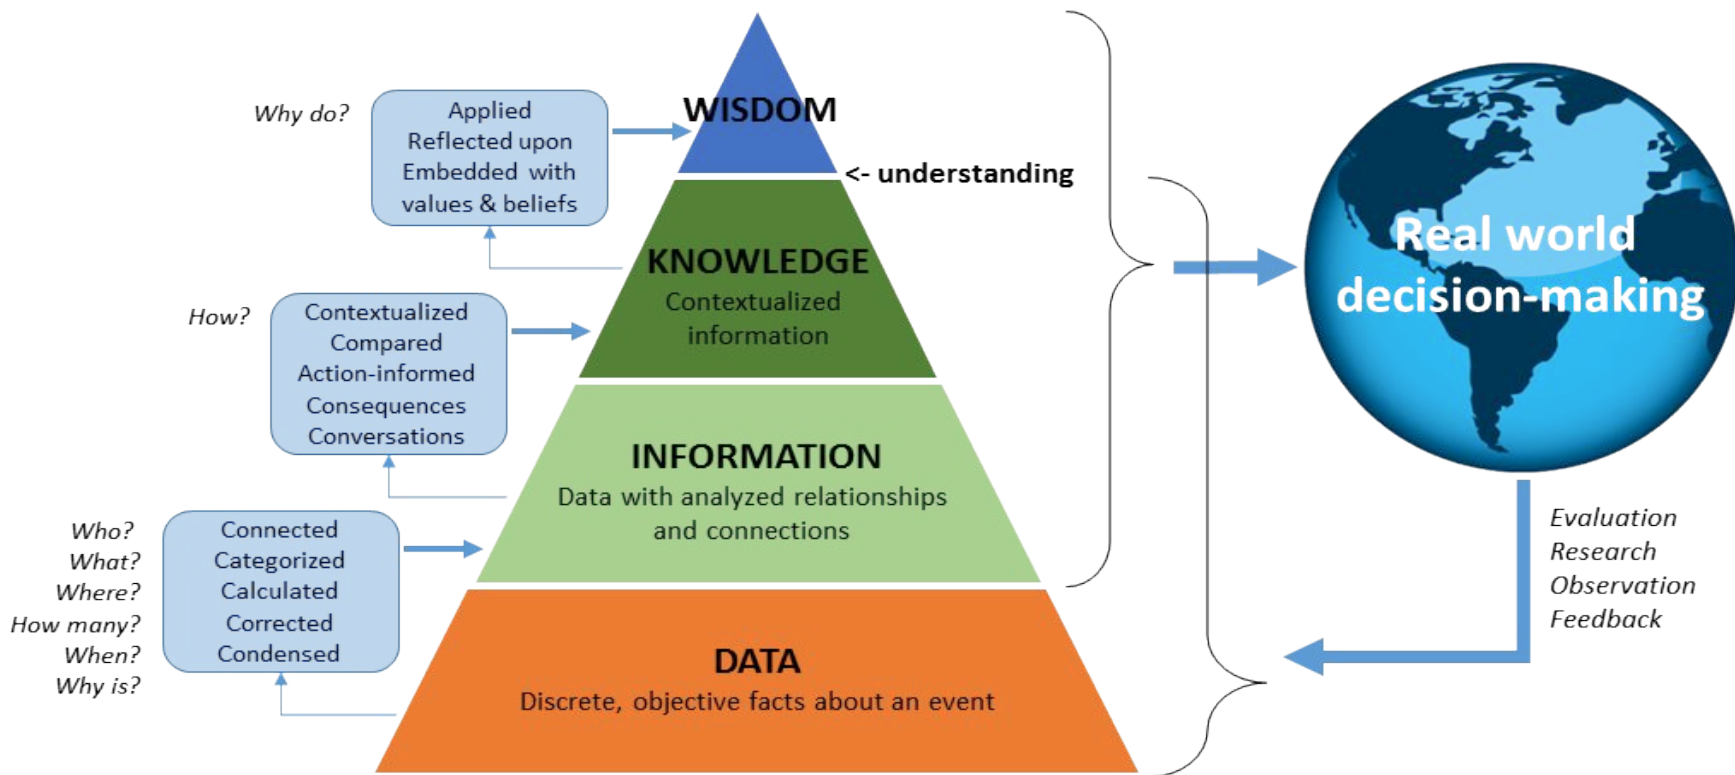 WISDOM
<- understanding
KNOWLEDGE
Contextualized
information
INFORMATION
Data with analyzed relationships
and connections
DATA
Discrete, objective facts about an event
Why do?
Applied
Reflected upon
Embedded with
values & beliefs
How?
Contextualized
Compared
Action-informed
Consequences
Conversations
Who?
What?
Where?
How many?
When?
Why is?
Connected
Categorized
Calculated
Corrected
Condensed
Real world
decision-making
Evaluation
Research
Observation
Feedback